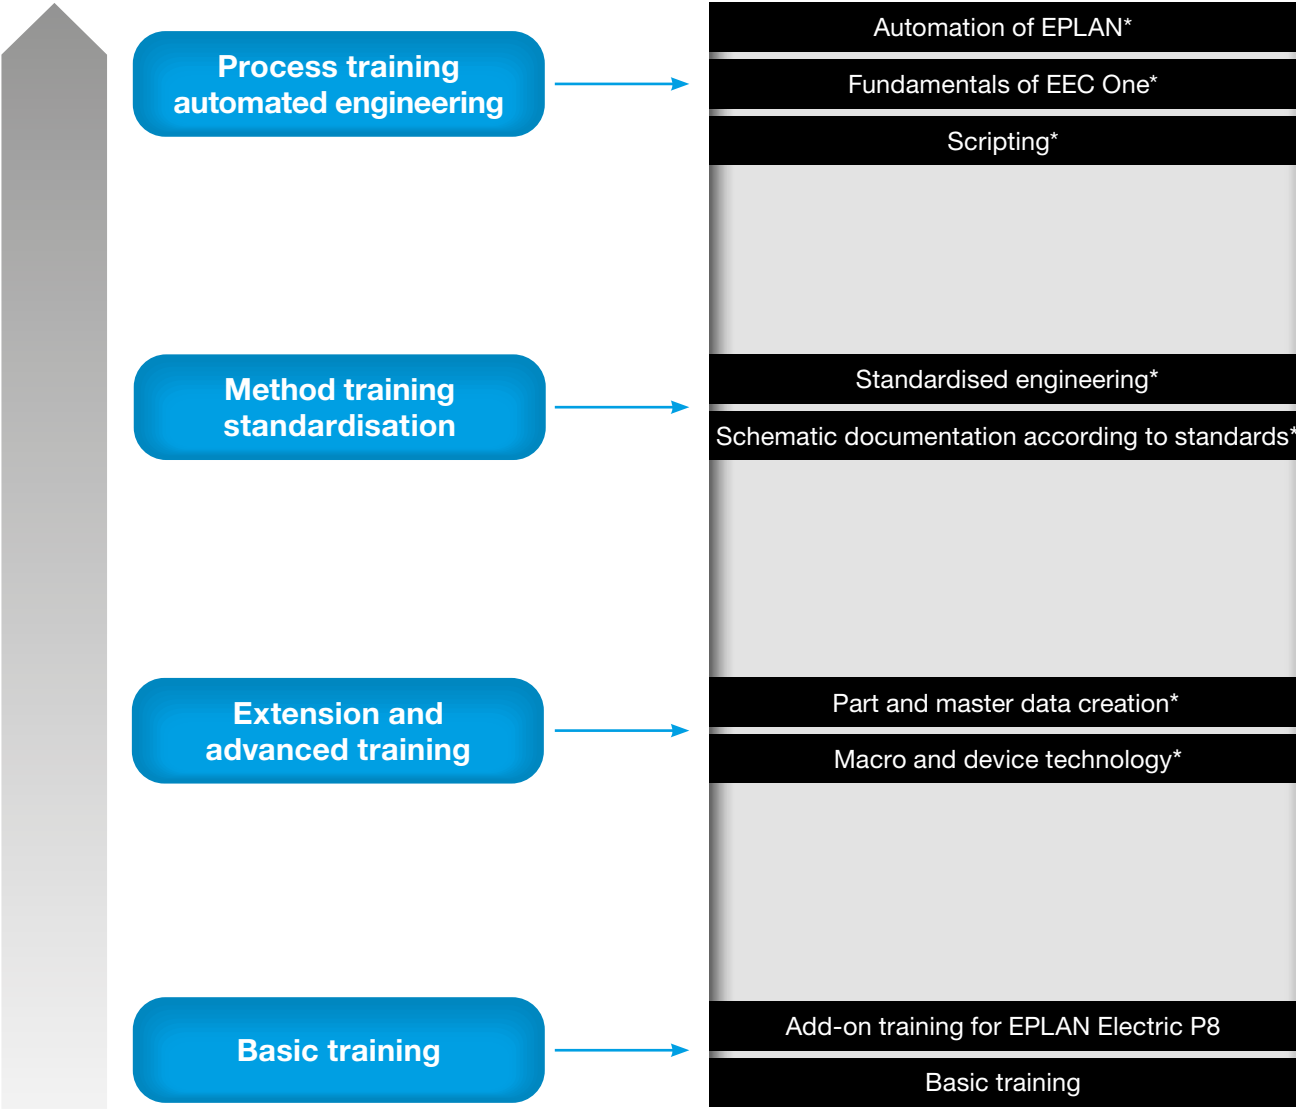 Process training
automated engineering
Automation of EPLAN*
Fundamentals of EEC One*
Scripting*
Method training
standardisation
Standardised engineering*
Schematic documentation according to standards*
Extension and
advanced training
Part and master data creation*
Macro and device technology*
Basic training
Add-on training for EPLAN Electric P8
Basic training